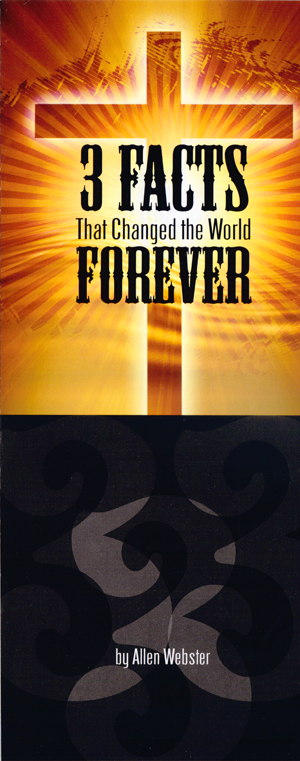 3 FACTS
That Changed the World
FOREVER
by Allen Webster